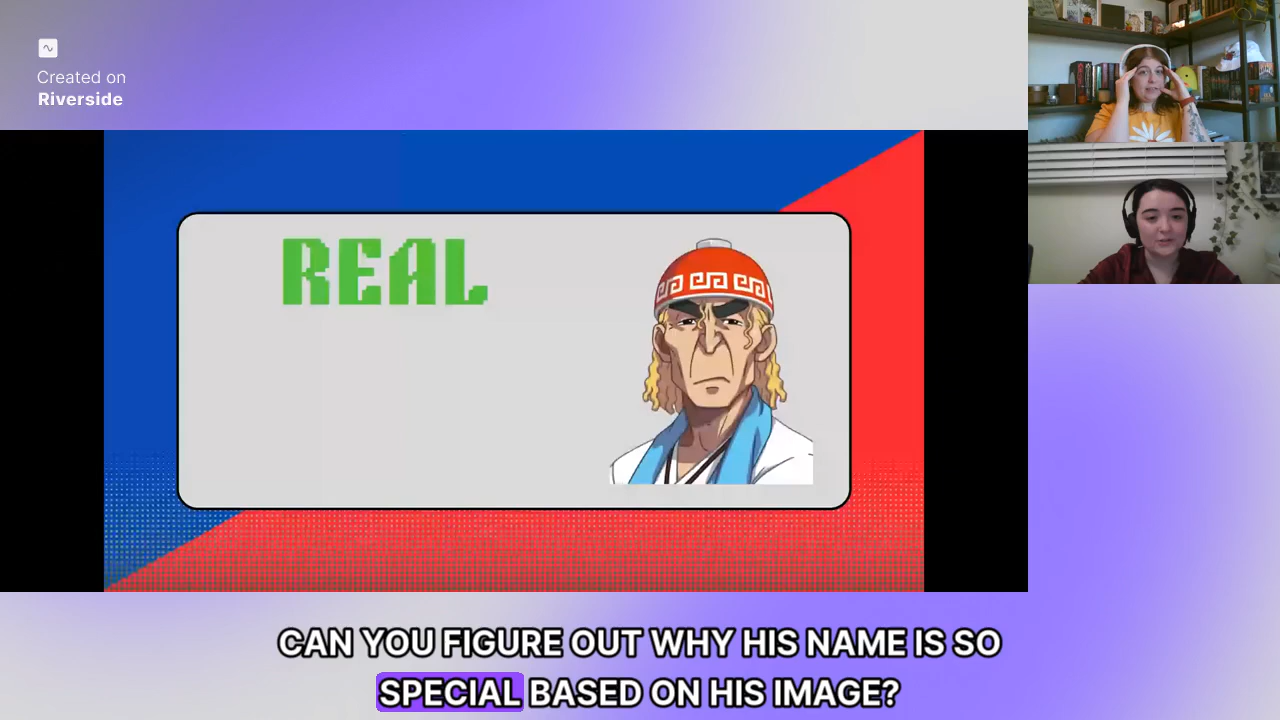 Created on
Riverside
REAL
CAN YOU FIGURE OUT WHY HIS NAME IS SO
SPECIAL BASED ON HIS IMAGE?